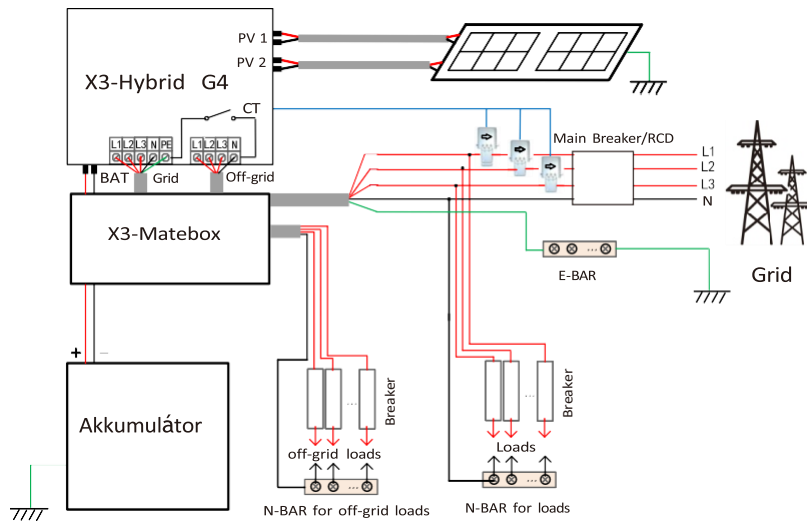 PV 1
PV 2
X3-Hybrid G4
CT
L1 L2 L3 N PE
L1 L2 L3 N
BAT
Grid
Off-grid
Main Breaker/RCD
L1
L2
L3
N
X3-Matebox
E-BAR
Grid
+
–
Akkumulátor
...
Breaker
off-grid loads
...
N-BAR for off-grid loads
...
Breaker
Loads
...
N-BAR for loads